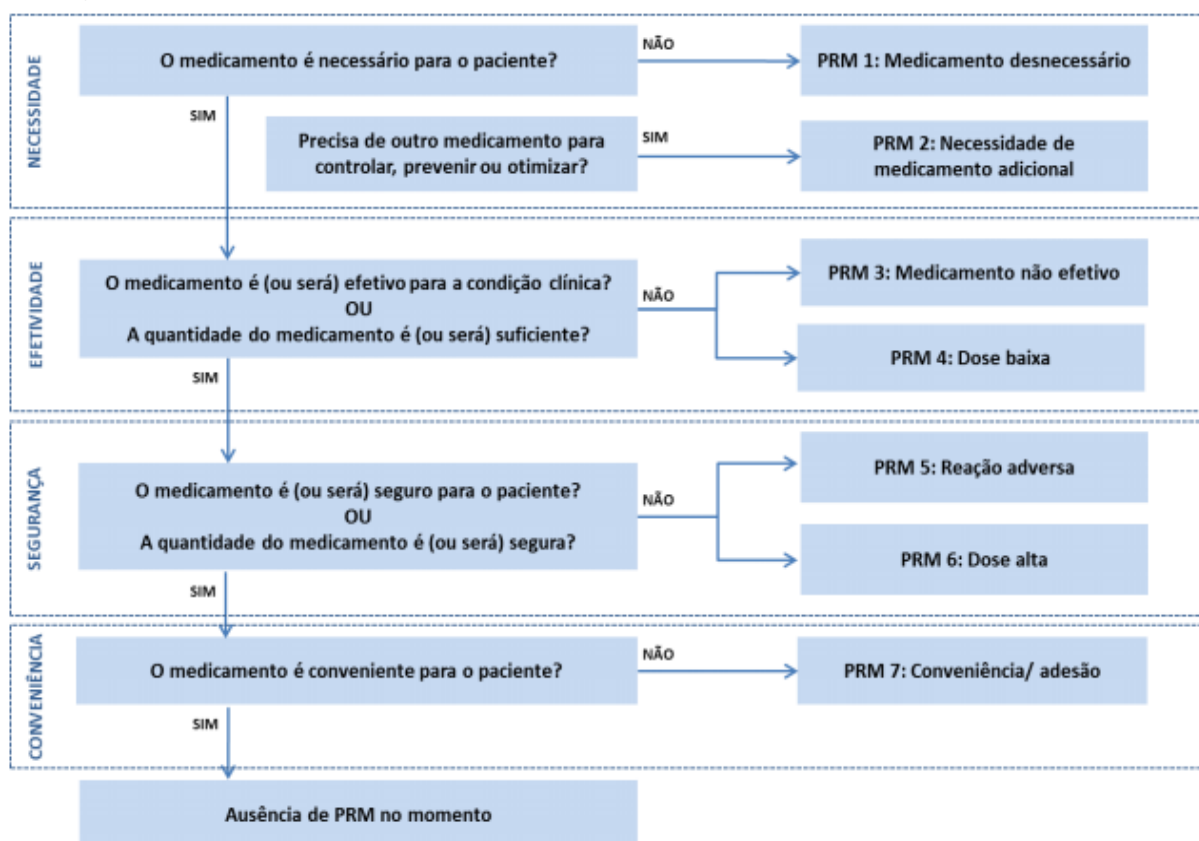 NECESSIDADE
O medicamento é necessário para o paciente?
NÃO
PRM 1: Medicamento desnecessário
SIM
Precisa de outro medicamento para
controlar, prevenir ou otimizar?
SIM
PRM 2: Necessidade de
medicamento adicional
EFETIVIDADE
O medicamento é (ou será) efetivo para a condição clínica?
OU
A quantidade do medicamento é (ou será) suficiente?
NÃO
PRM 3: Medicamento não efetivo
PRM 4: Dose baixa
SIM
SEGURANÇA
O medicamento é (ou será) seguro para o paciente?
OU
A quantidade do medicamento é (ou será) segura?
NÃO
PRM 5: Reação adversa
PRM 6: Dose alta
SIM
CONVENIÊNCIA
O medicamento é conveniente para o paciente?
NÃO
PRM 7: Conveniência/ adesão
SIM
Ausência de PRM no momento